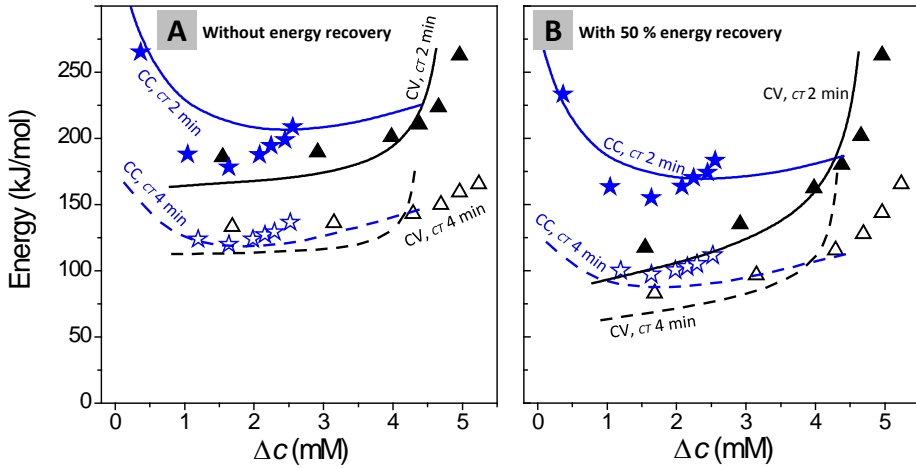 A Without energy recovery
B With 50 % energy recovery
Energy (kJ/mol)
250
200
150
100
50
0
CC, cT 2 min
CV, cT 2 min
CC, cT 4 min
CV, cT 4 min
CC, cT 2 min
CV, cT 2 min
CC, cT 4 min
CV, cT 4 min
0 1 2 3 4 5
0 1 2 3 4 5
Δc (mM)
Δc (mM)